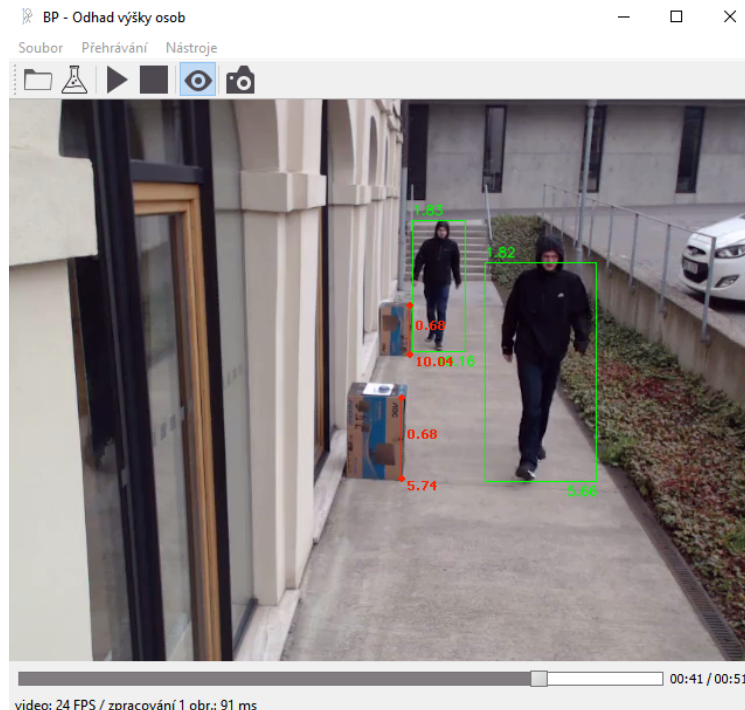 BP - Odhad výšky osob
Soubor Přehrávání Nástroje
1.83
1.82
0.68
10.04
0.68
5.74
5.66
00:41 / 00:51
video: 24 FPS / zpracování 1 obr.: 91 ms